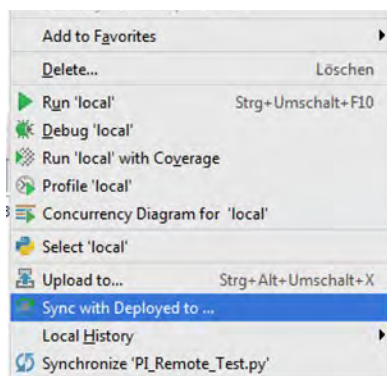 Add to Favorites
Delete... Löschen
Run 'local' Strg+Umschalt+F10
Debug 'local'
Run 'local' with Coverage
Profile 'local'
Concurrency Diagram for 'local'
Select 'local'
Upload to... Strg+Alt+Umschalt+X
Sync with Deployed to ...
Local History
Synchronize 'PI_Remote_Test.py'